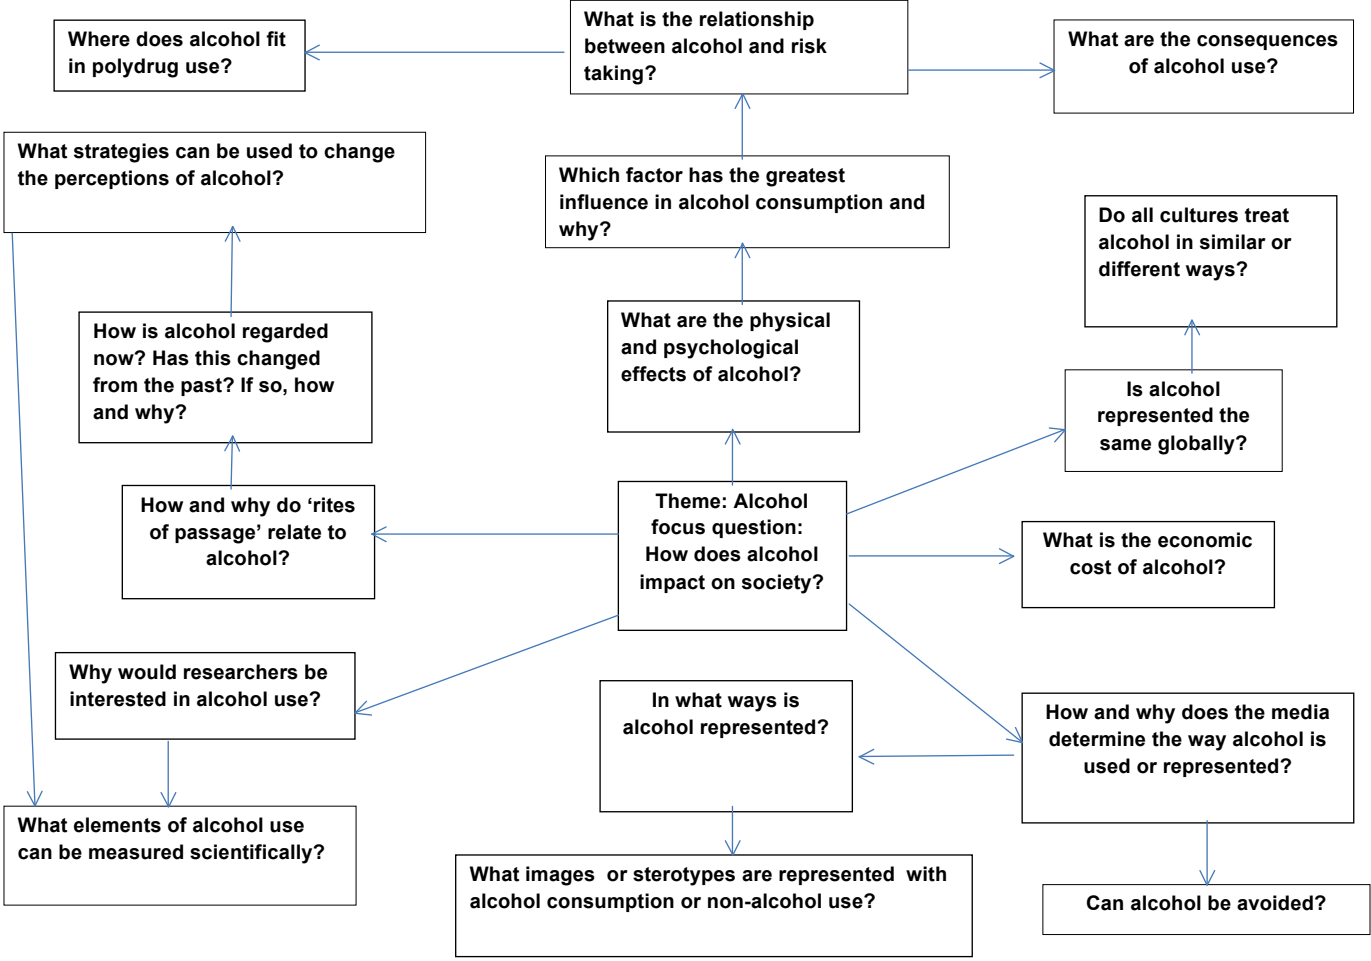 What is the relationship
between alcohol and risk
taking?
Where does alcohol fit
in polydrug use?
What are the consequences
of alcohol use?
What strategies can be used to change
the perceptions of alcohol?
Which factor has the greatest
influence in alcohol consumption and
why?
Do all cultures treat
alcohol in similar or
different ways?
How is alcohol regarded
now? Has this changed
from the past? If so, how
and why?
What are the physical
and psychological
effects of alcohol?
Is alcohol
represented the
same globally?
How and why do ‘rites
of passage’ relate to
alcohol?
Theme: Alcohol
focus question:
How does alcohol
impact on society?
What is the economic
cost of alcohol?
Why would researchers be
interested in alcohol use?
In what ways is
alcohol represented?
How and why does the media
determine the way alcohol is
used or represented?
What elements of alcohol use
can be measured scientifically?
What images  or sterotypes are represented  with
alcohol consumption or non-alcohol use?
Can alcohol be avoided?